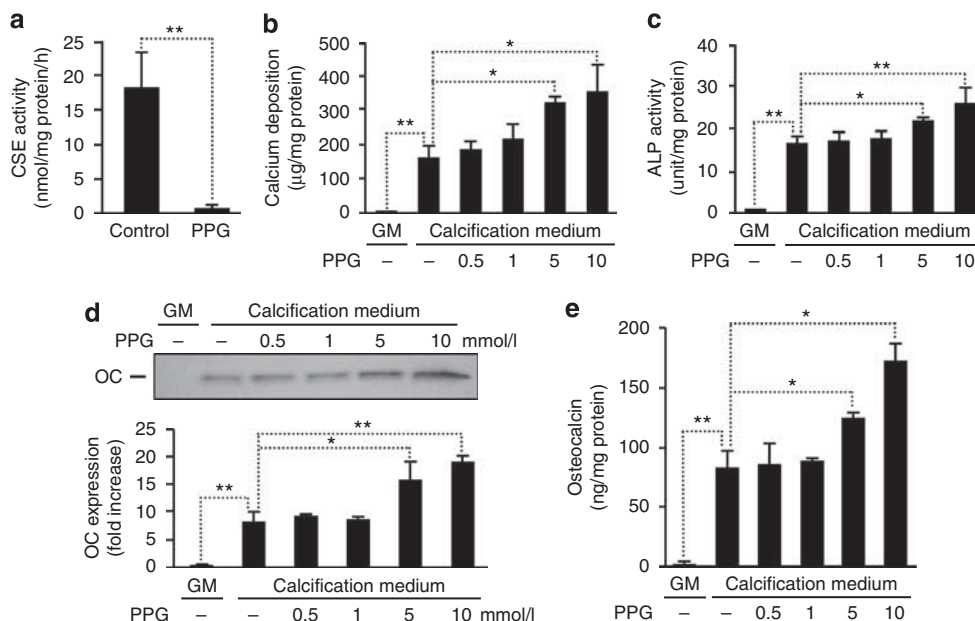 a
CSE activity
(nmol/mg protein/h)
25
20
15
10
5
0
**
Control PPG
b
Calcium deposition
(µg/mg protein)
500
400
300
200
100
0
**
*
*
GM Calcification medium
PPG – – 0.5 1 5 10
c
ALP activity
(unit/mg protein)
40
30
20
10
0
**
*
**
GM Calcification medium
PPG – – 0.5 1 5 10
d
GM Calcification medium
PPG – – 0.5 1 5 10 mmol/l
OC
OC expression
(fold increase)
25
20
15
10
5
0
**
*
**
GM Calcification medium
PPG – – 0.5 1 5 10 mmol/l
e
Osteocalcin
(ng/mg protein)
200
150
100
50
0
**
*
*
GM Calcification medium
PPG – – 0.5 1 5 10